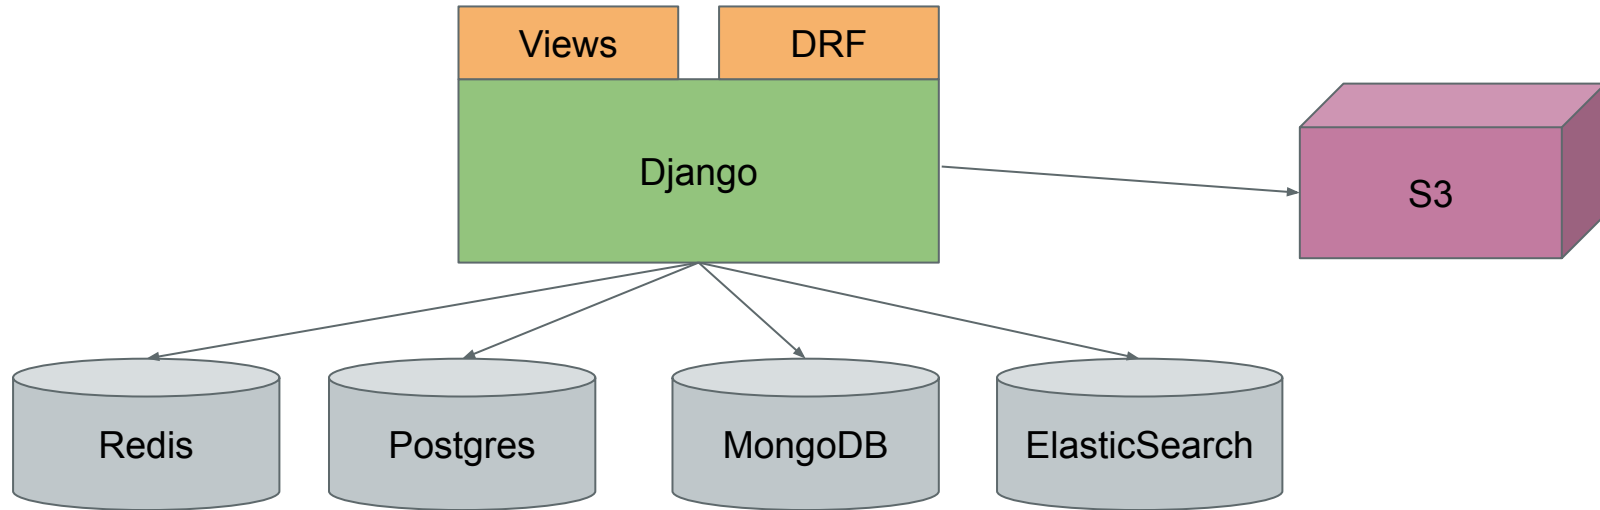 Views
DRF
Django
S3
Redis
Postgres
MongoDB
ElasticSearch